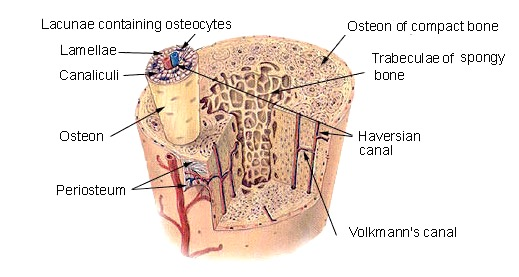 Lacunae containing osteocytes
Lamellae
Canaliculi
Osteon
Periosteum
Osteon of compact bone
Trabeculae of spongy
bone
Haversian
canal
Volkmann's canal